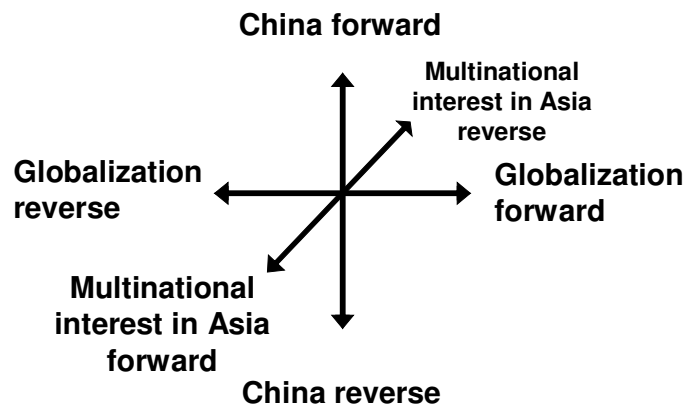 China forward
Multinational
interest in Asia
reverse
Globalization
reverse
Globalization
forward
Multinational
interest in Asia
forward
China reverse